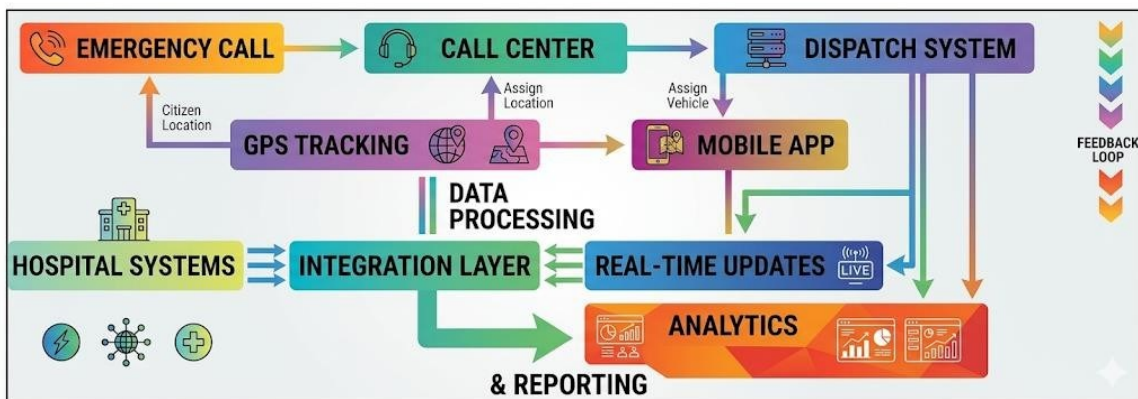 EMERGENCY CALL
CALL CENTER
DISPATCH SYSTEM
Citizen
Location
Assign
Location
Assign
Vehicle
GPS TRACKING
MOBILE APP
FEEDBACK
LOOP
DATA
PROCESSING
HOSPITAL SYSTEMS
INTEGRATION LAYER
REAL-TIME UPDATES
LIVE
ANALYTICS
& REPORTING